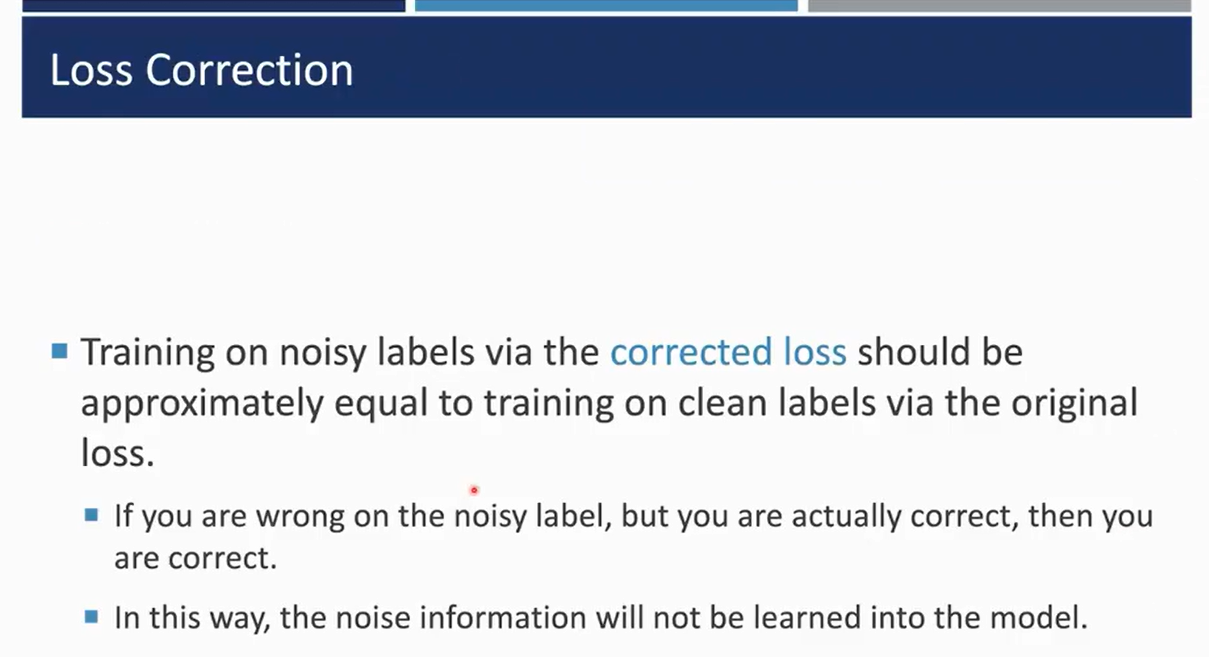 Loss Correction
Training on noisy labels via the corrected loss should be
approximately equal to training on clean labels via the original
loss.
If you are wrong on the noisy label, but you are actually correct, then you
are correct.
In this way, the noise information will not be learned into the model.